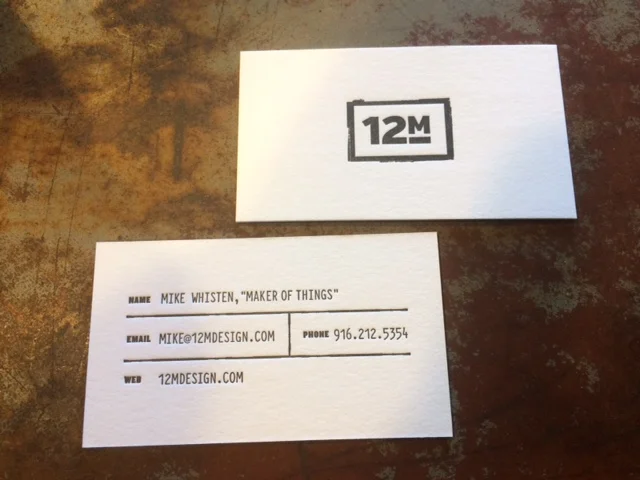 12M
NAME MIKE WHISTEN, "MAKER OF THINGS"
EMAIL MIKE@12MDESIGN.COM PHONE 916.212.5354
WEB 12MDESIGN.COM